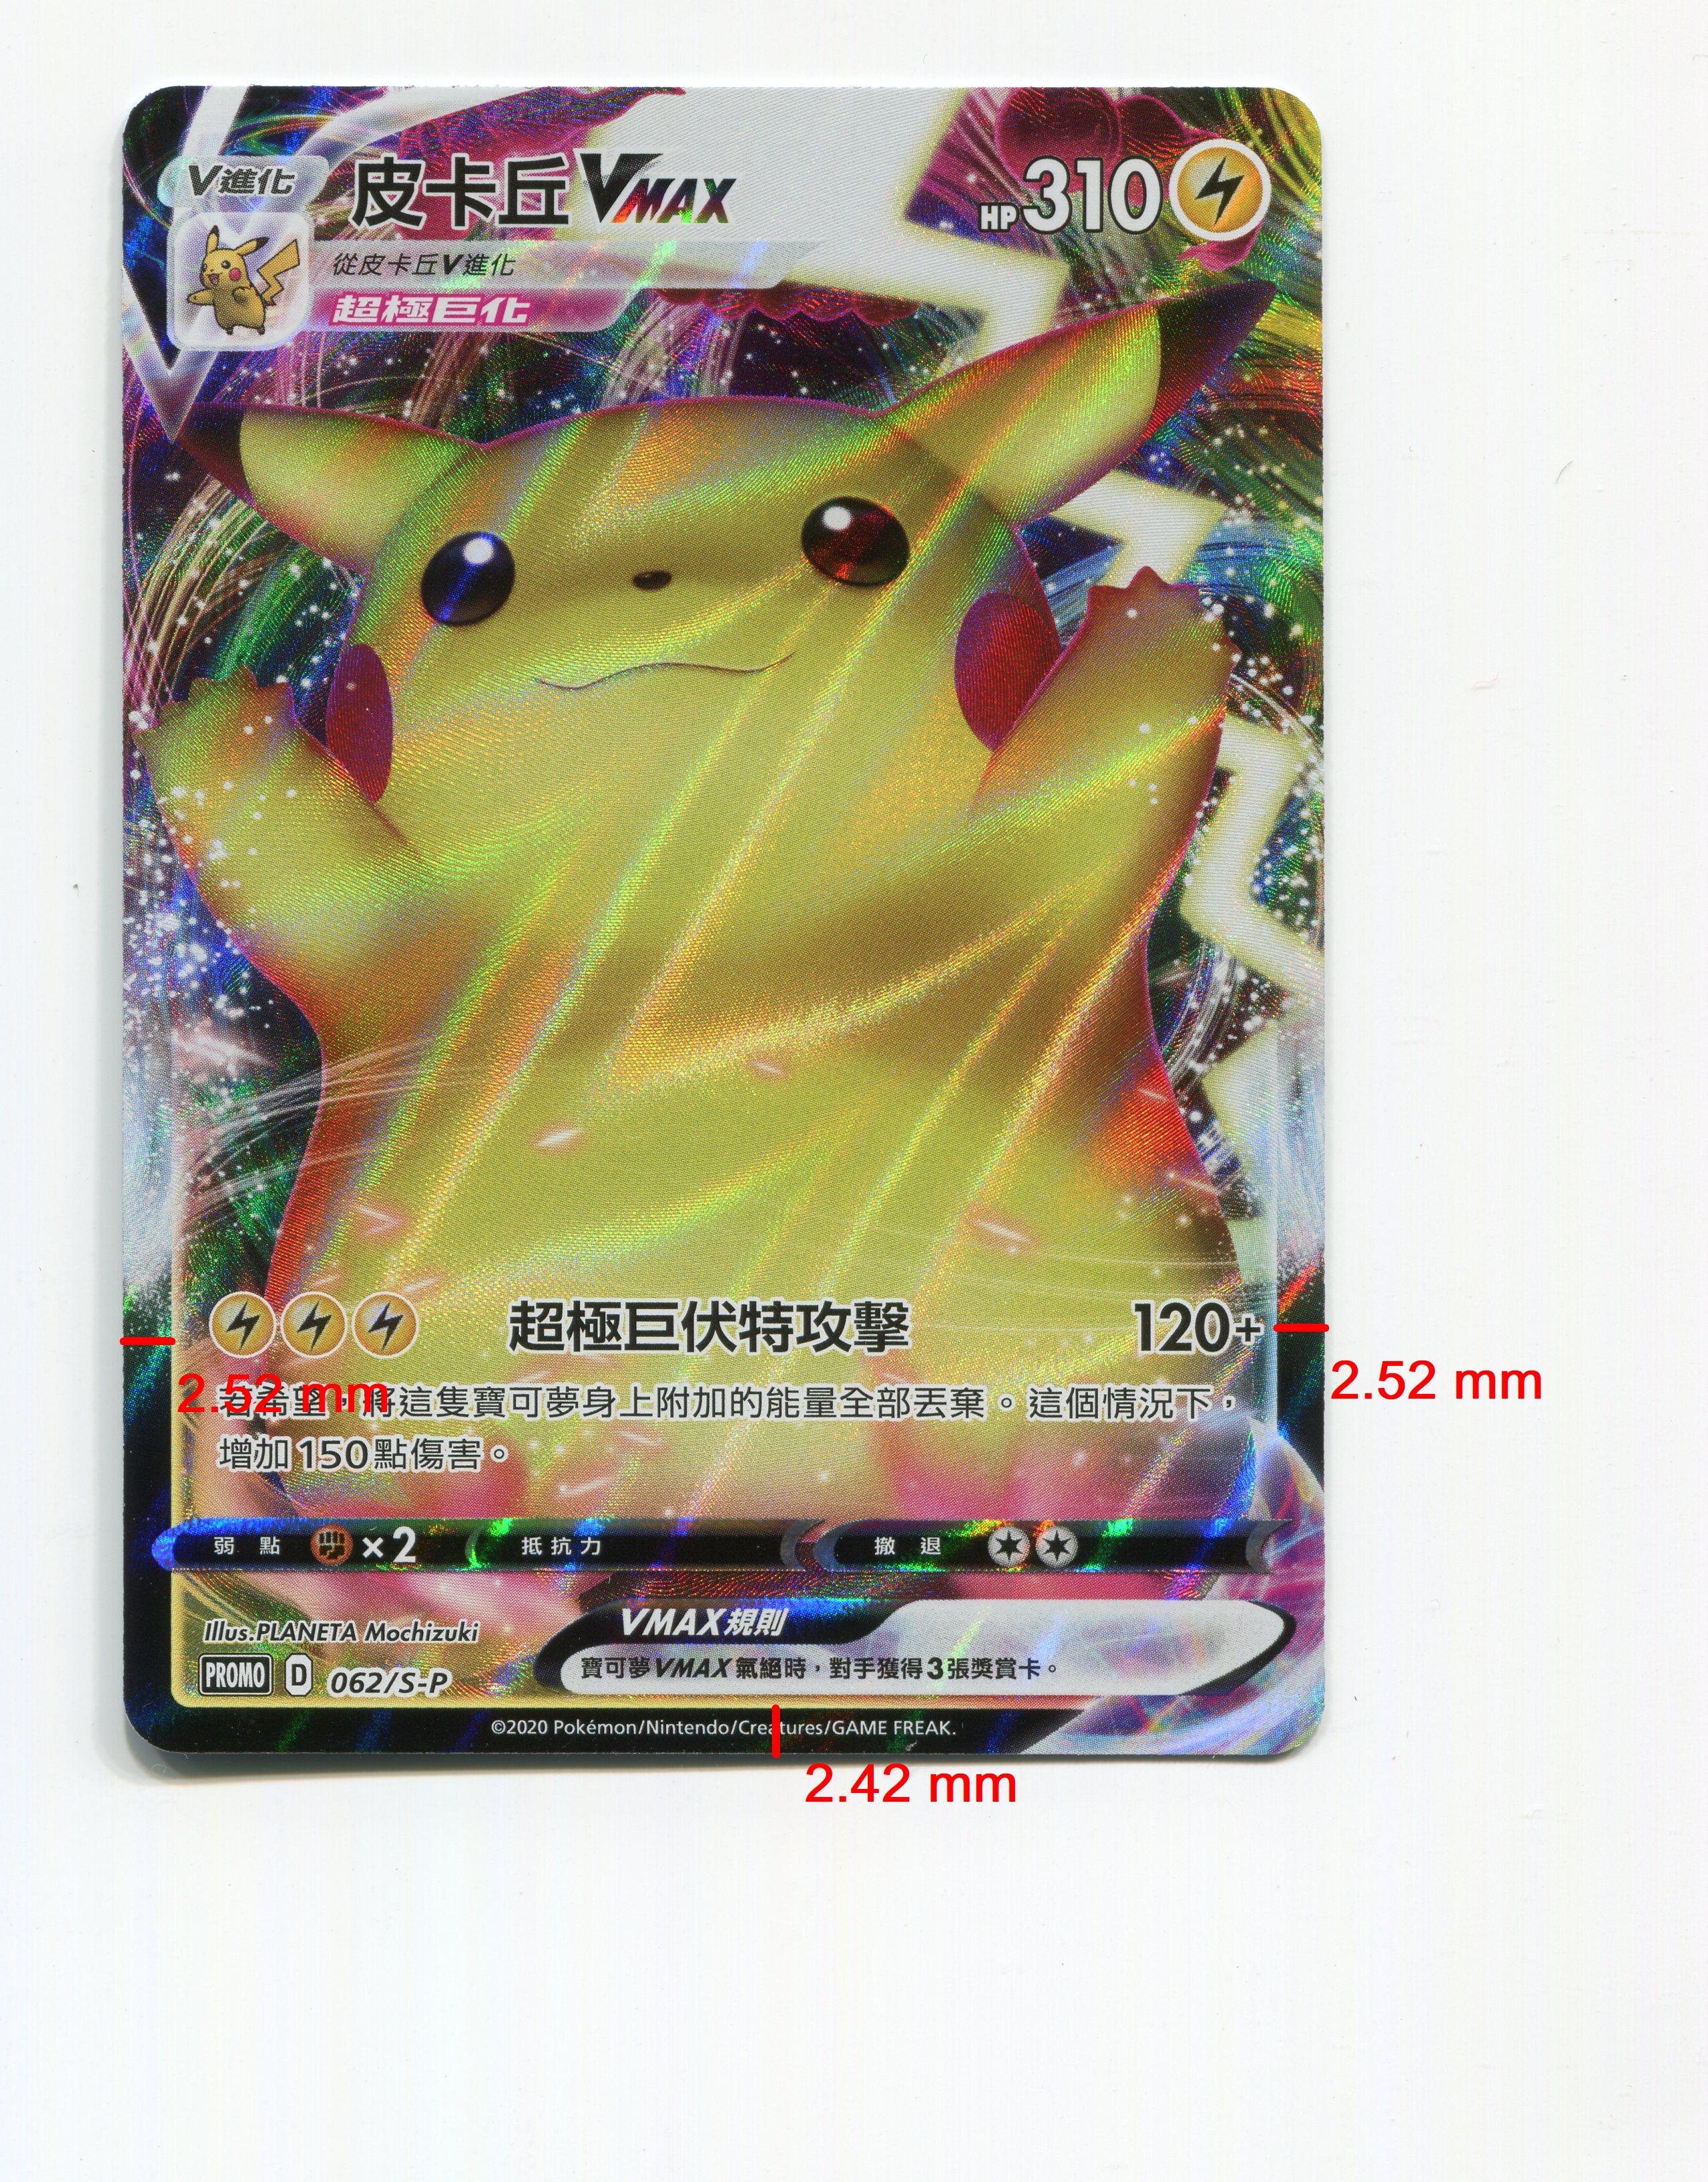 V進化
皮卡丘VMAX
HP310
從皮卡丘V進化
超極巨化
超極巨伏特攻擊 120+
2.52 mm
2.52 mm
若希望，將這隻寶可夢身上附加的能量全部丟棄。這個情況下，
增加150點傷害。
弱點 ×2 抵抗力 撤退
Illus.PLANETA Mochizuki
VMAX規則
寶可夢VMAX氣絕時，對手獲得3張獎賞卡。
PROMO D 062/S-P
©2020 Pokémon/Nintendo/Creatures/GAME FREAK.
2.42 mm